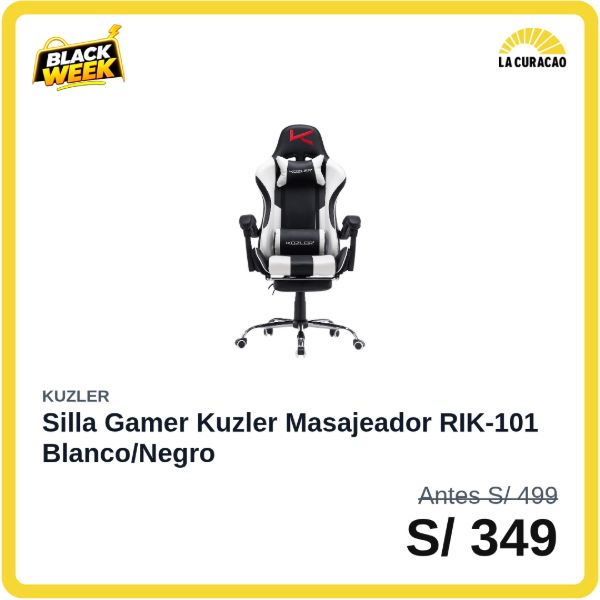 BLACK
WEEK
LA CURACAO
KUZLER
KUZLER
KUZLER
Silla Gamer Kuzler Masajeador RIK-101
Blanco/Negro
Antes S/ 499
S/ 349